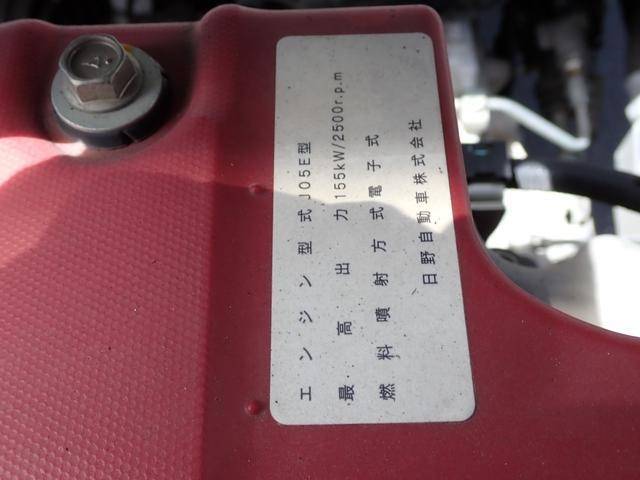 エンジン型式 J05E型
最高出力 155kW/2500r.p.m
燃料噴射方式 電子式
日野自動車株式会社